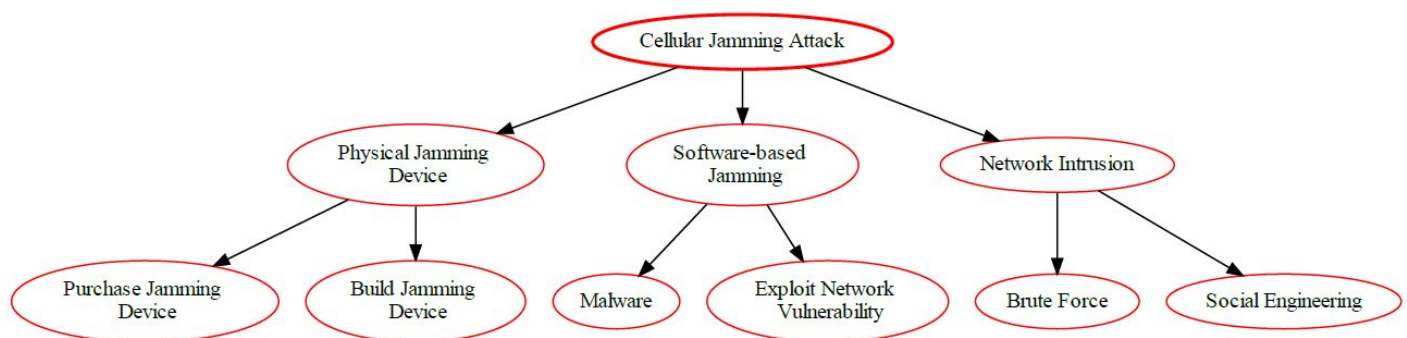 Cellular Jamming Attack
Physical Jamming
Device
Software-based
Jamming
Network Intrusion
Purchase Jamming
Device
Build Jamming
Device
Malware
Exploit Network
Vulnerability
Brute Force
Social Engineering